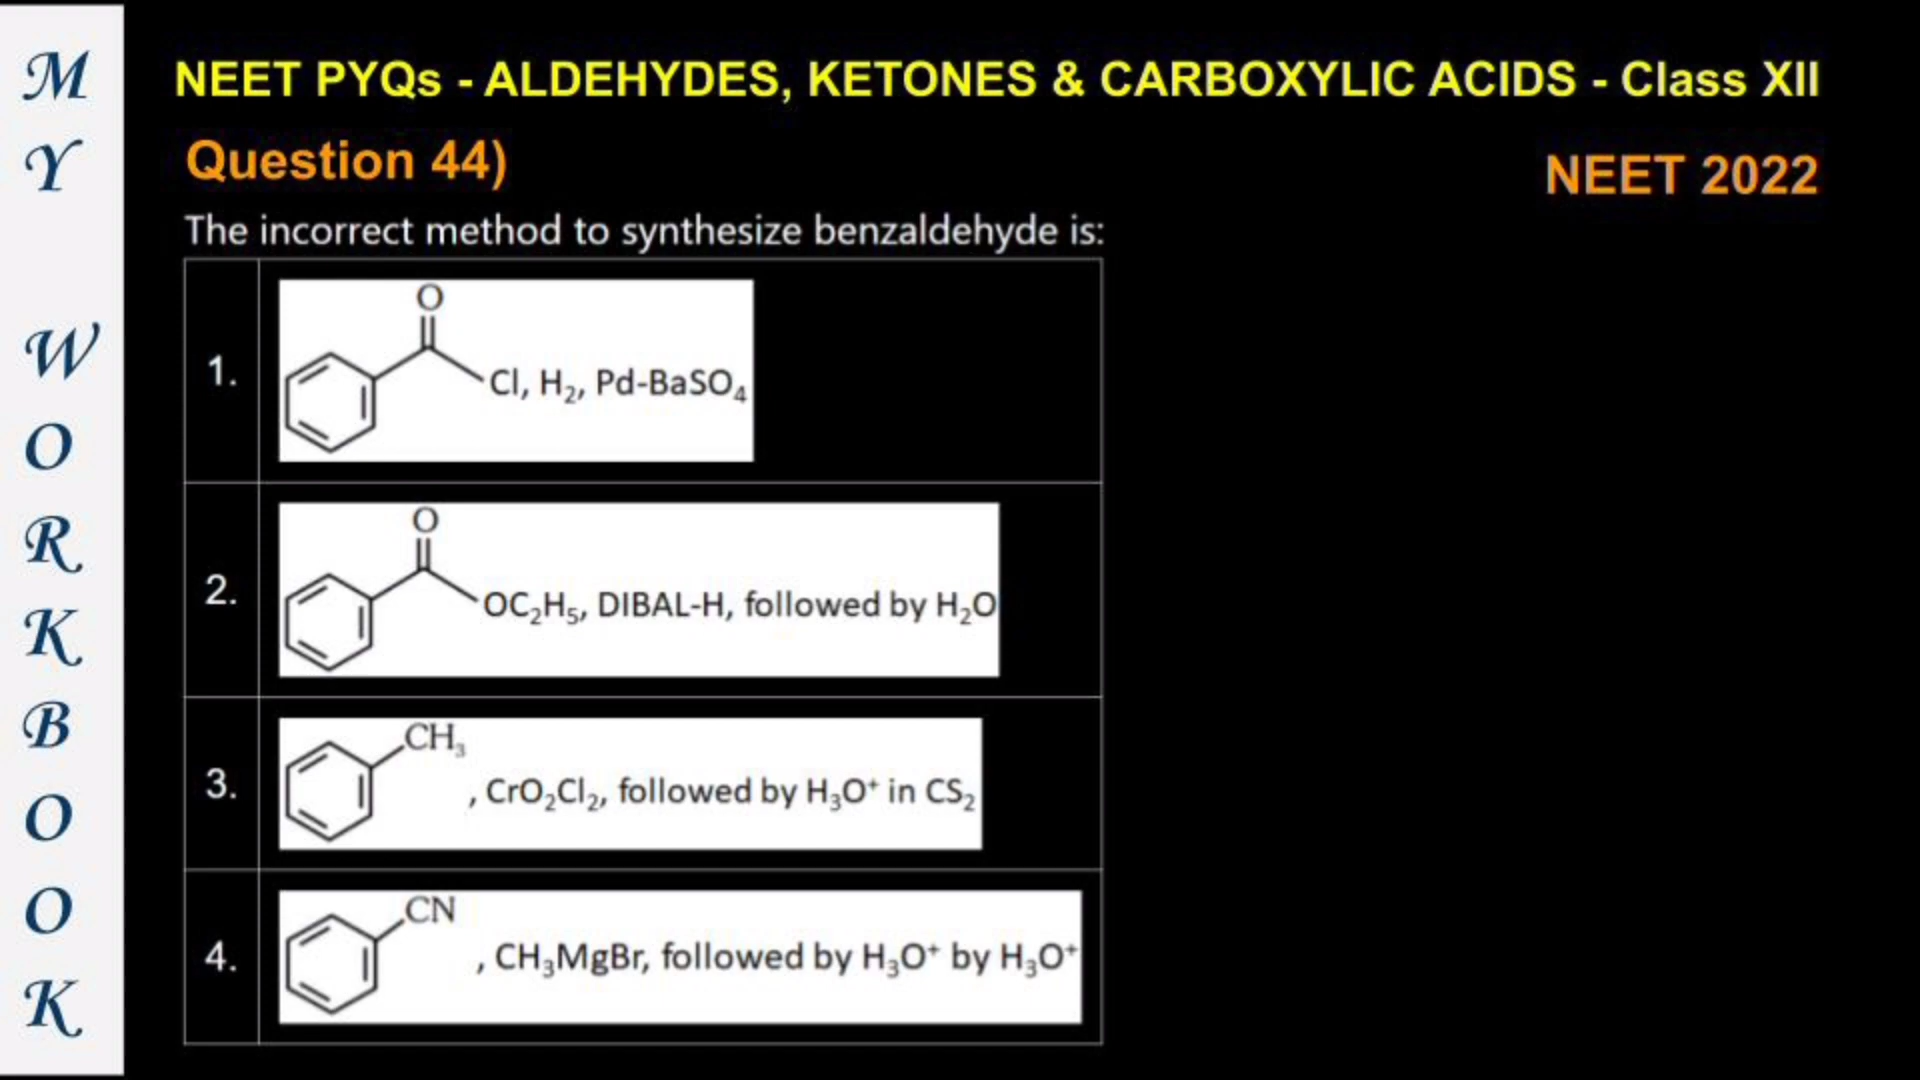 MY WORKBOOK
NEET PYQs - ALDEHYDES, KETONES & CARBOXYLIC ACIDS - Class XII
Question 44)
NEET 2022
The incorrect method to synthesize benzaldehyde is:
1.
O
Cl, H₂, Pd-BaSO₄
2.
O
OC₂H₅, DIBAL-H, followed by H₂O
3.
CH₃
, CrO₂Cl₂, followed by H₃O⁺ in CS₂
4.
CN
, CH₃MgBr, followed by H₃O⁺ by H₃O⁺